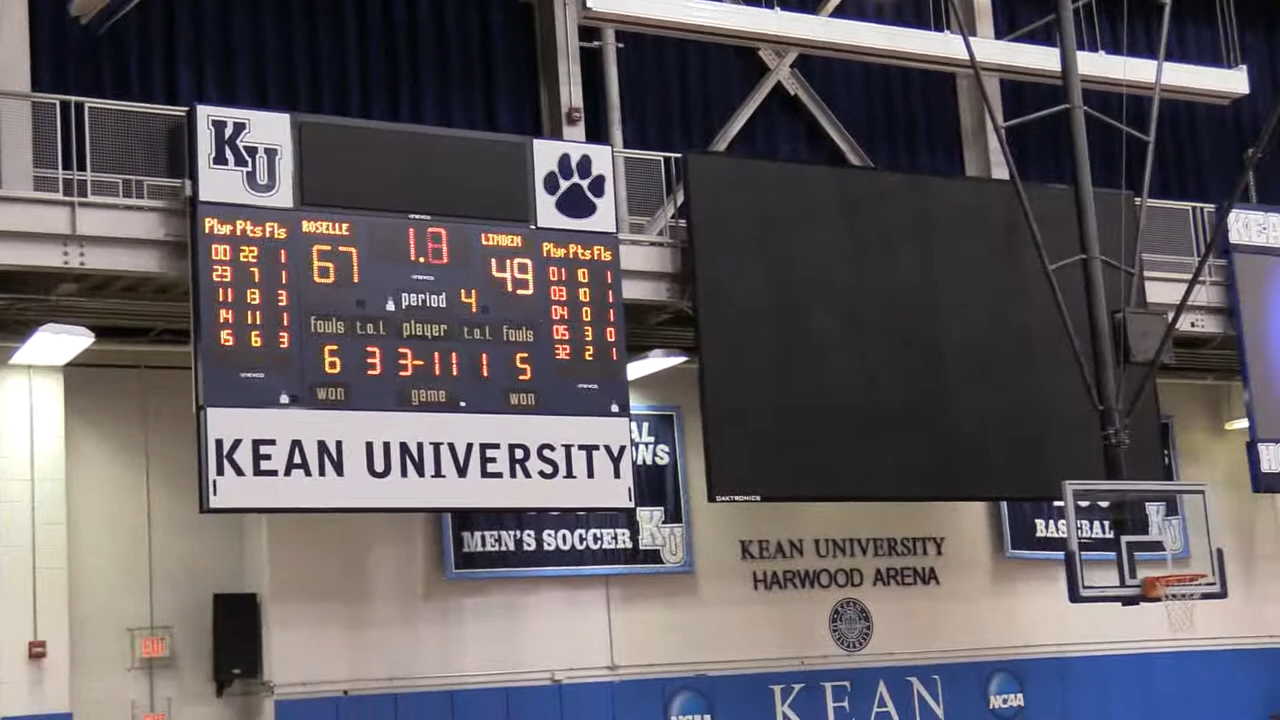 KU
Plyr Pts Fls
00 22 1
23 7 1
11 13 3
14 11 1
15 6 3
ROSELLE
67
1.8
LINDEN
49
period 4
fouls t.o.l. player t.o.l. fouls
6 3 3-11 1 5
won game won
Plyr Pts Fls
01 10 1
03 10 1
04 0 1
05 3 0
32 2 1
NEVCO
KEAN UNIVERSITY
MEN'S SOCCER KU
DAKTRONICS
KEAN UNIVERSITY
HARWOOD ARENA
BASEBALL KU
EXIT
KEAN
NCAA
NCAA